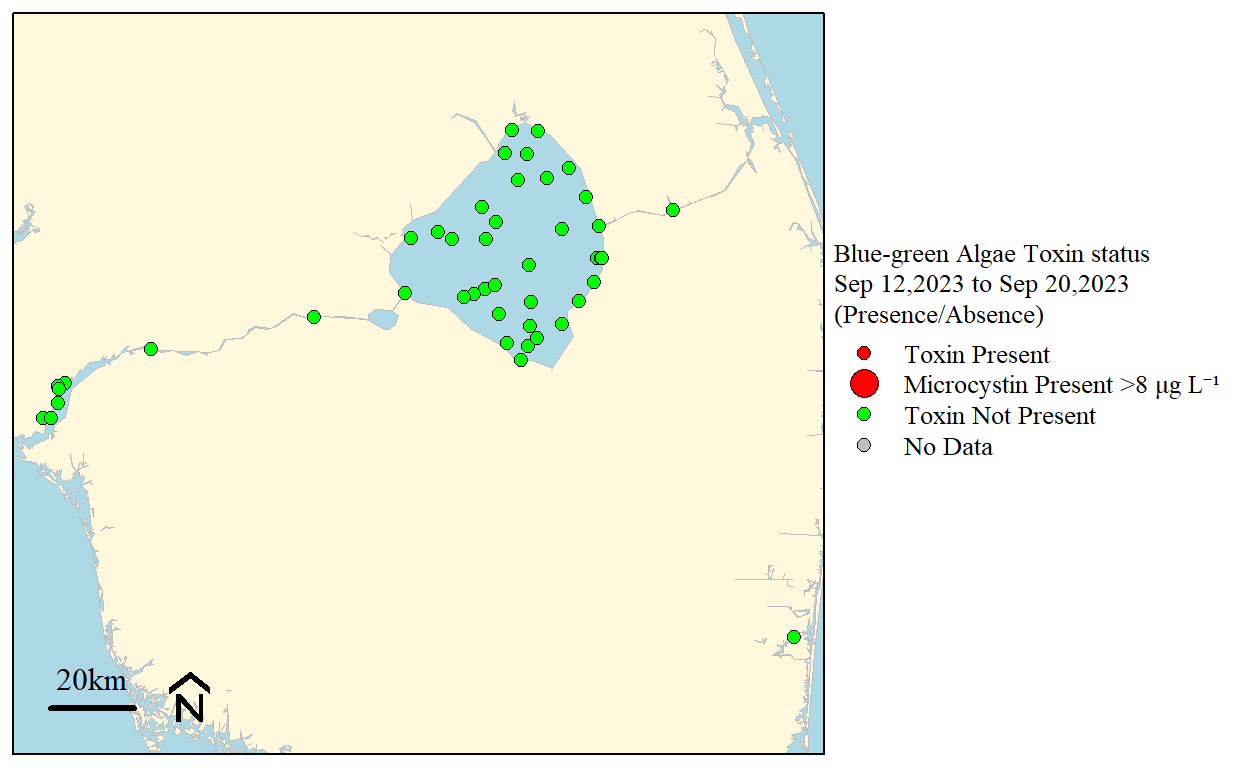 Blue-green Algae Toxin status
Sep 12,2023 to Sep 20,2023
(Presence/Absence)
Toxin Present
Microcystin Present >8 μg L⁻¹
Toxin Not Present
No Data
20km
N